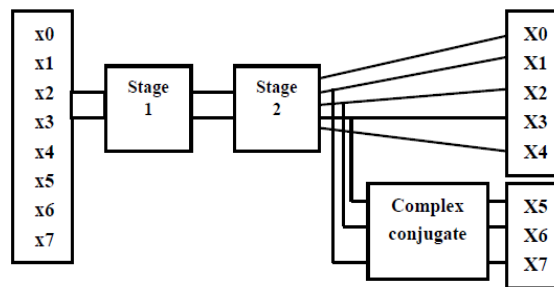 x0
x1
x2
x3
x4
x5
x6
x7
Stage
1
Stage
2
X0
X1
X2
X3
X4
Complex
conjugate
X5
X6
X7